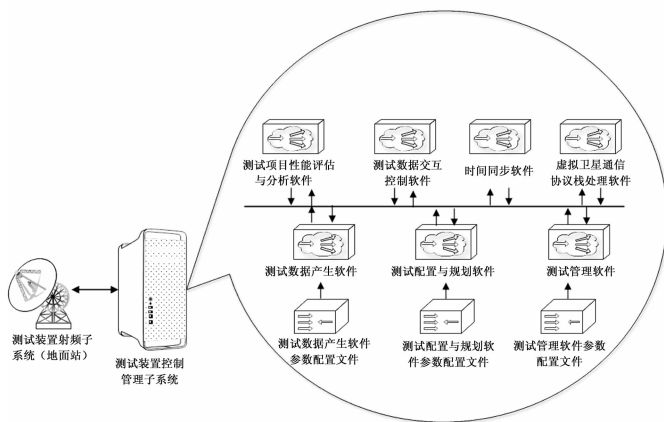 测试项目性能评估
与分析软件
测试数据交互
控制软件
时间同步软件
虚拟卫星通信
协议栈处理软件
测试数据产生软件
测试配置与规划软件
测试管理软件
测试数据产生软件
参数配置文件
测试配置与规划软
件参数配置文件
测试管理软件参数
配置文件
测试装置射频子
系统（地面站）
测试装置控制
管理子系统